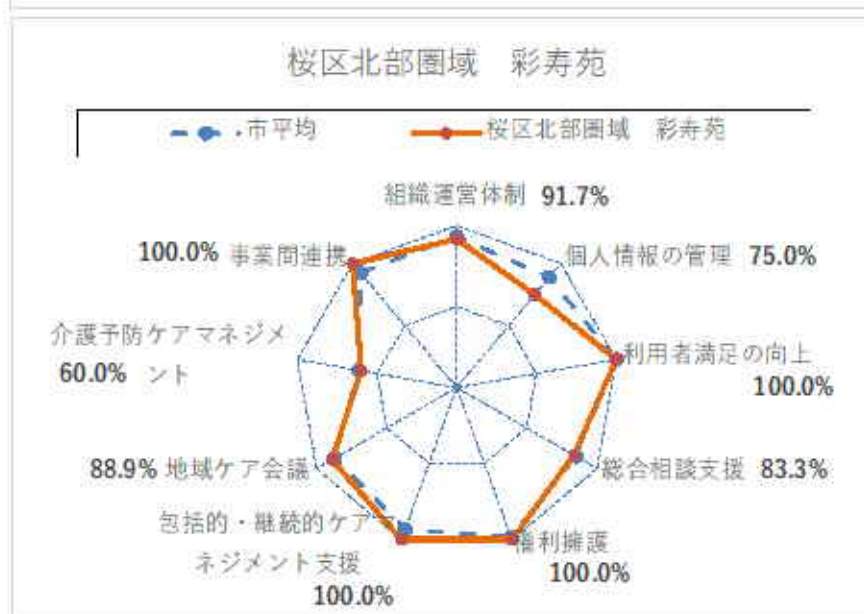 桜区北部圏域　彩寿苑
市平均
桜区北部圏域　彩寿苑
組織運営体制 91.7%
100.0% 事業間連携
個人情報の管理 75.0%
介護予防ケアマネジメ
60.0% ント
利用者満足の向上
100.0%
88.9% 地域ケア会議
総合相談支援 83.3%
包括的・継続的ケア
ネジメント支援
100.0%
権利擁護
100.0%